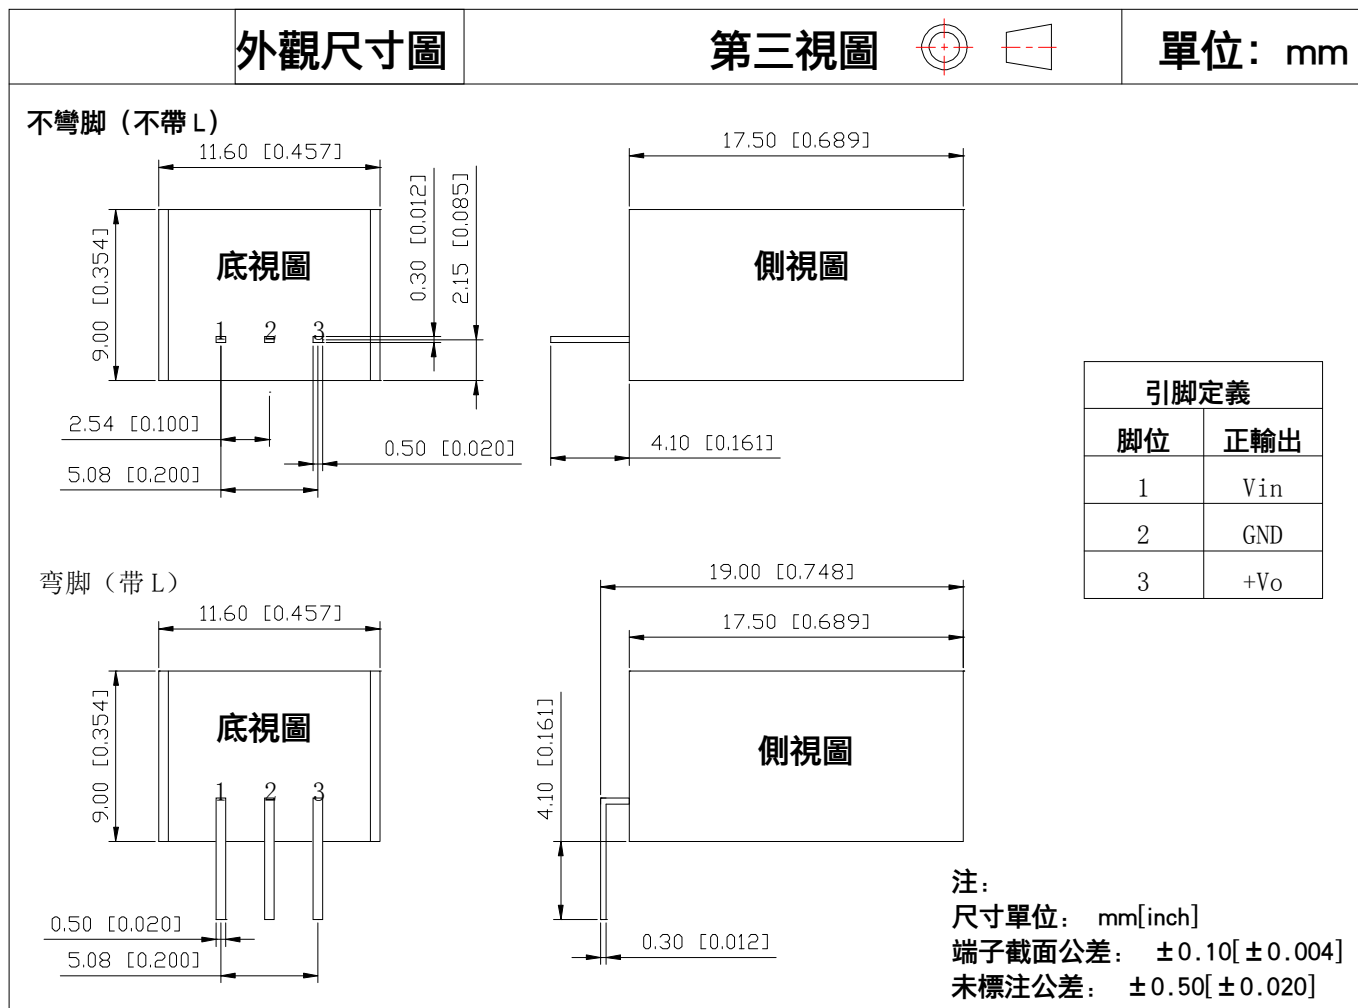 外觀尺寸圖
第三視圖
單位: mm
不彎脚（不帶 L）
11.60 [0.457]
17.50 [0.689]
9.00 [0.354]
0.30 [0.012]
2.15 [0.085]
底視圖
側視圖
1 2 3
2.54 [0.100]
0.50 [0.020]
4.10 [0.161]
5.08 [0.200]
引脚定義
脚位 正輸出
1 Vin
2 GND
3 +Vo
弯脚（带 L）
19.00 [0.748]
11.60 [0.457]
17.50 [0.689]
9.00 [0.354]
底視圖
4.10 [0.161]
側視圖
1 2 3
0.50 [0.020]
5.08 [0.200]
0.30 [0.012]
注:
尺寸單位: mm[inch]
端子截面公差: ±0.10[±0.004]
未標注公差: ±0.50[±0.020]